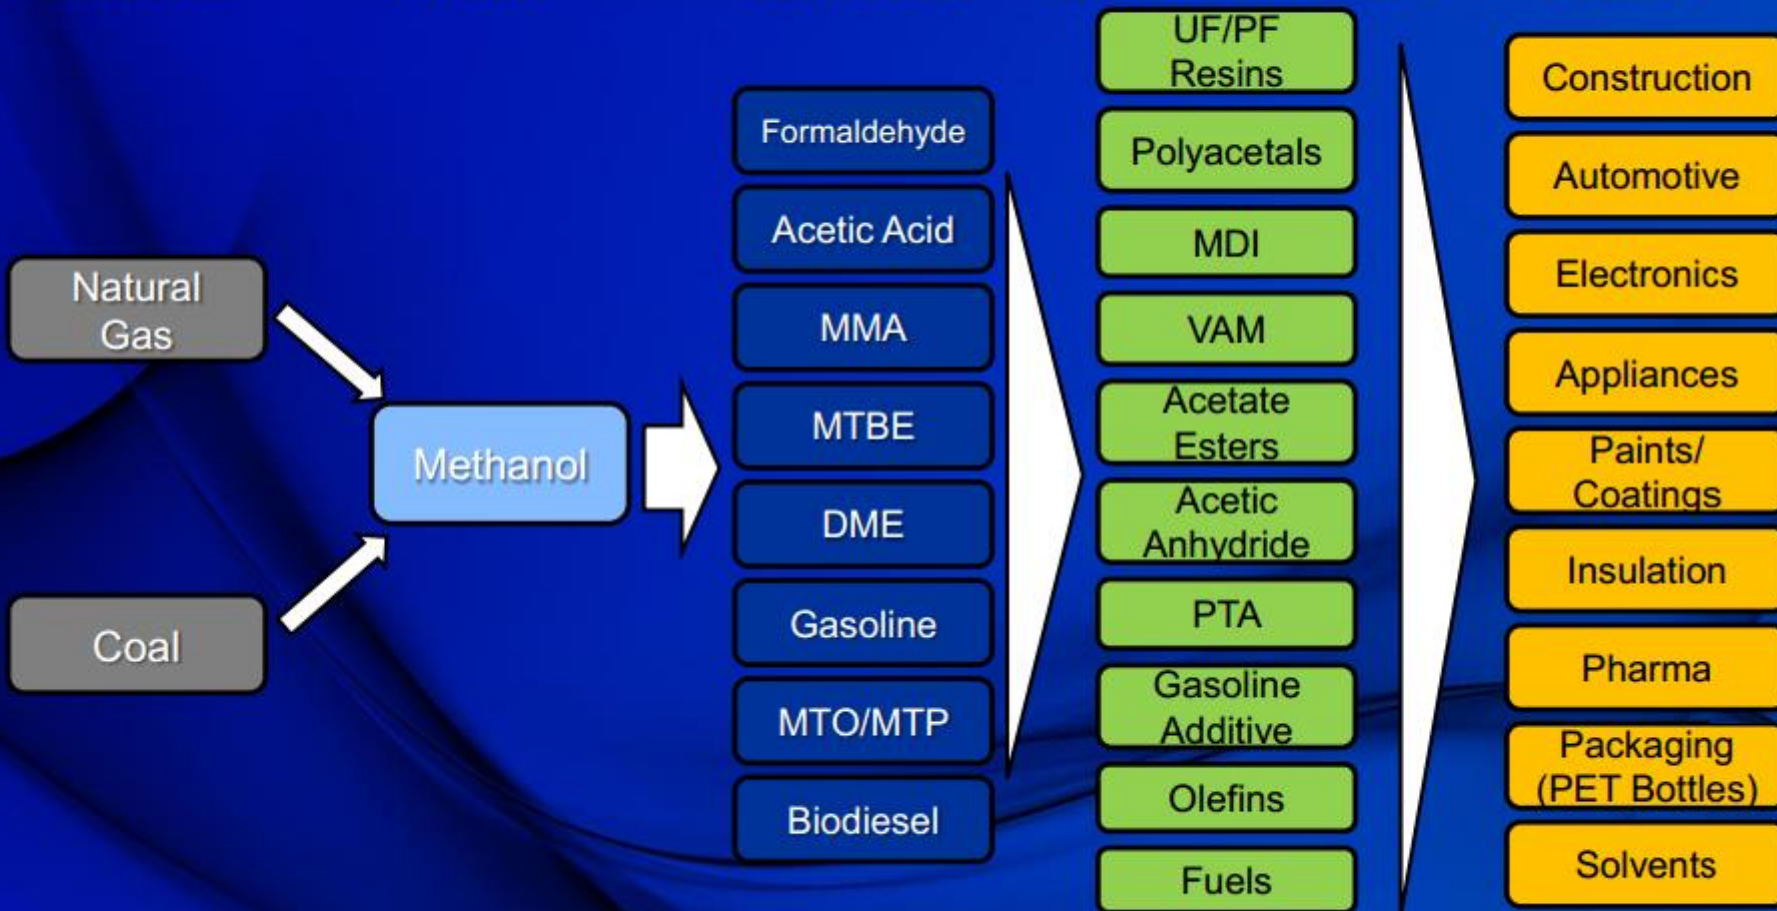 Natural
Gas
Coal
Methanol
Formaldehyde
Acetic Acid
MMA
MTBE
DME
Gasoline
MTO/MTP
Biodiesel
UF/PF
Resins
Polyacetals
MDI
VAM
Acetate
Esters
Acetic
Anhydride
PTA
Gasoline
Additive
Olefins
Fuels
Construction
Automotive
Electronics
Appliances
Paints/
Coatings
Insulation
Pharma
Packaging
(PET Bottles)
Solvents